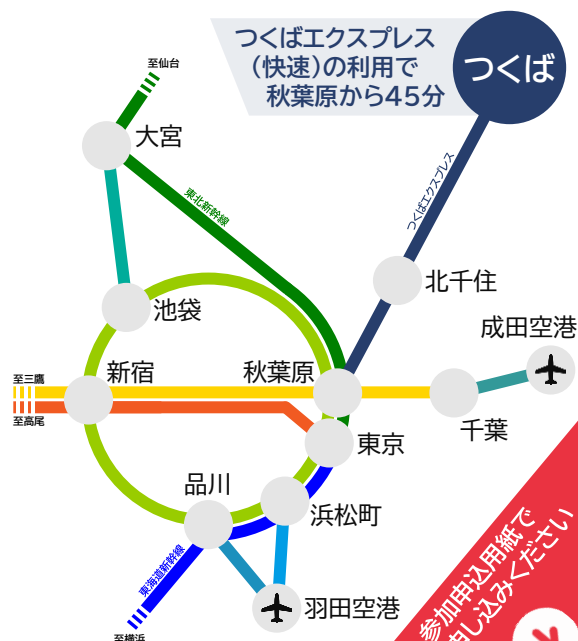 つくばエクスプレス
（快速）の利用で
秋葉原から45分
つくば
至仙台
大宮
東北新幹線
つくばエクスプレス
北千住
池袋
成田空港
至三鷹
新宿
秋葉原
至高尾
千葉
東京
品川
浜松町
東海道新幹線
羽田空港
至横浜
参加申込用紙で
申し込みください